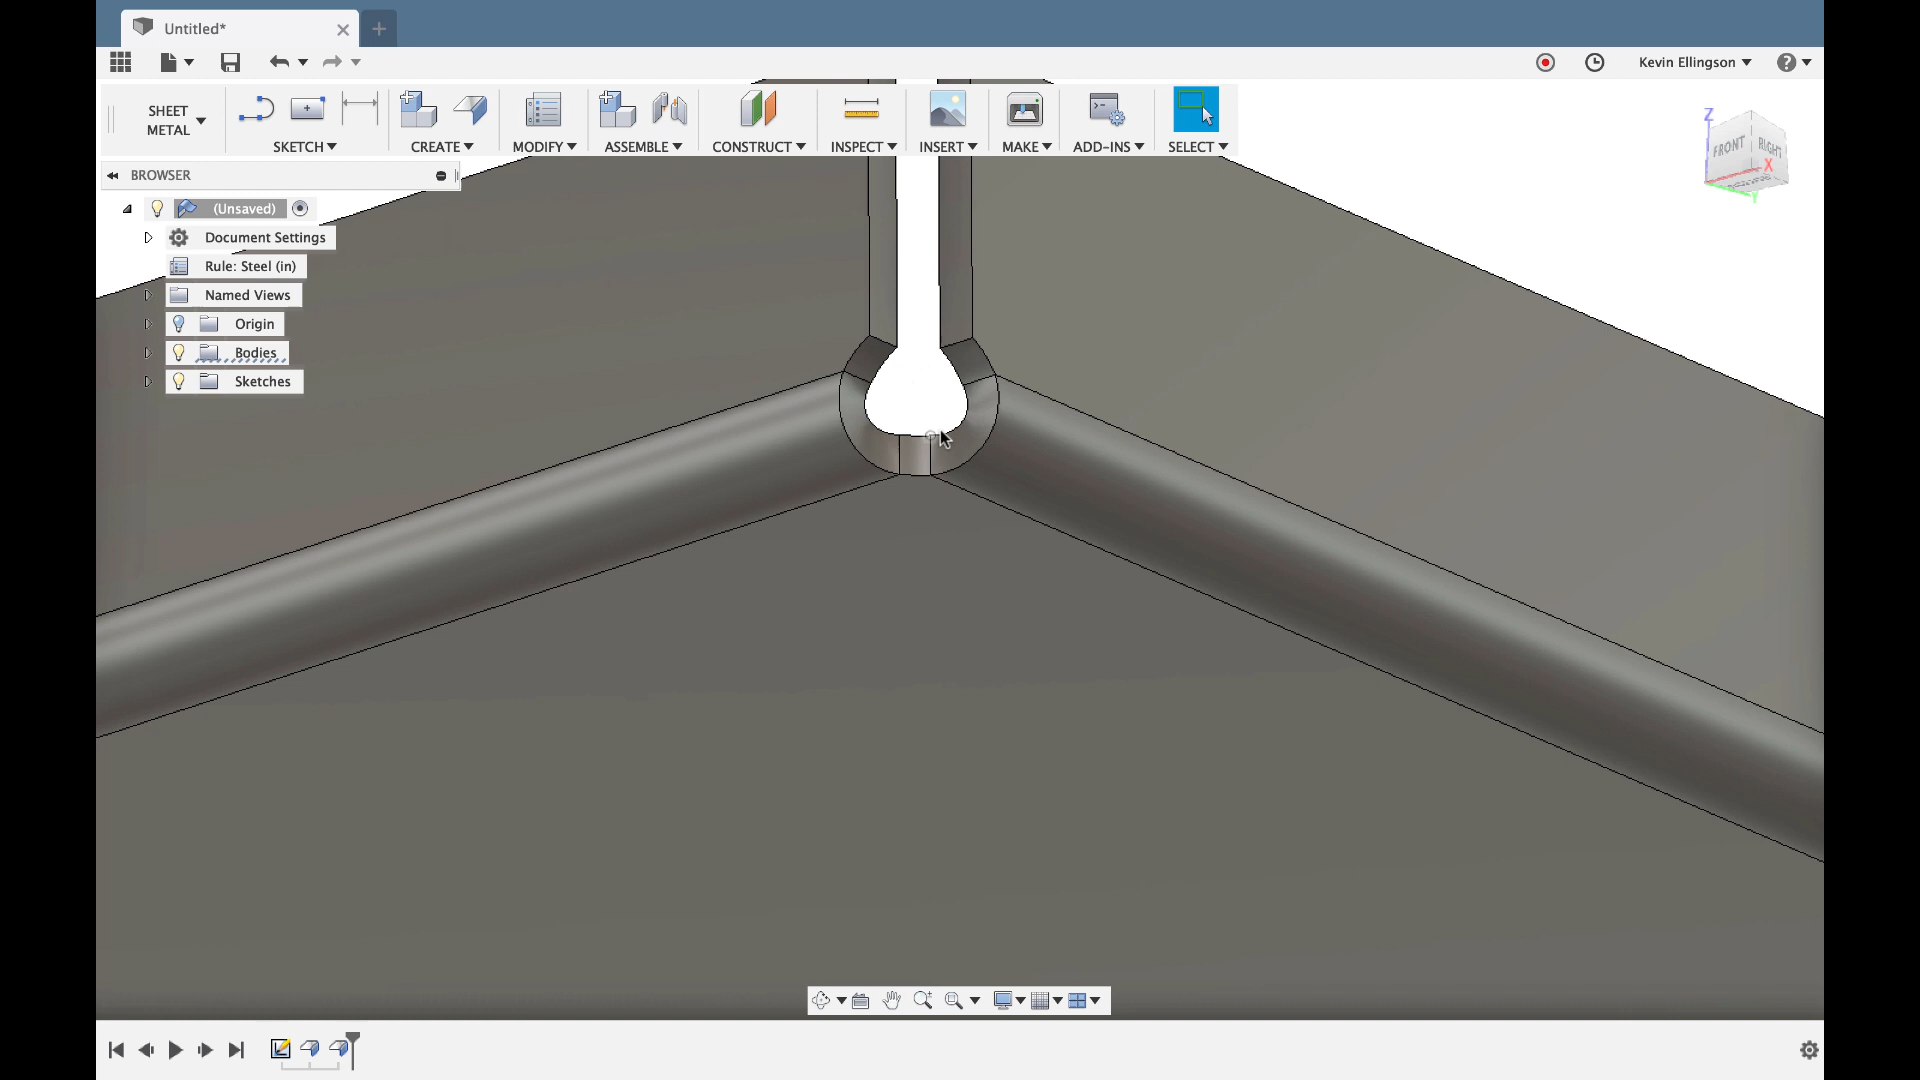 Untitled*
Kevin Ellingson
SHEET
METAL
SKETCH
CREATE
MODIFY
ASSEMBLE
CONSTRUCT
INSPECT
INSERT
MAKE
ADD-INS
SELECT
Z
FRONT
RIGHT
X
Y
BROWSER
(Unsaved)
Document Settings
Rule: Steel (in)
Named Views
Origin
Bodies
Sketches